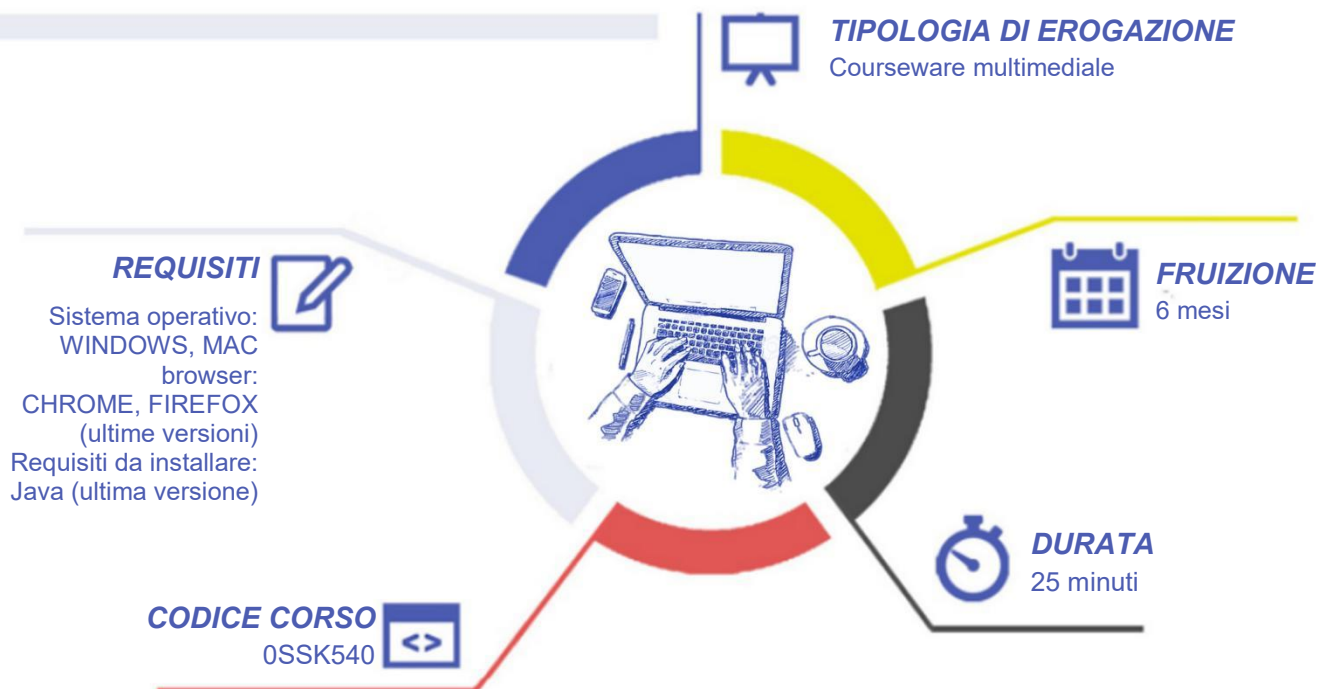 TIPOLOGIA DI EROGAZIONE
Courseware multimediale
REQUISITI
Sistema operativo:
WINDOWS, MAC
browser:
CHROME, FIREFOX
(ultime versioni)
Requisiti da installare:
Java (ultima versione)
FRUIZIONE
6 mesi
DURATA
25 minuti
CODICE CORSO
0SSK540